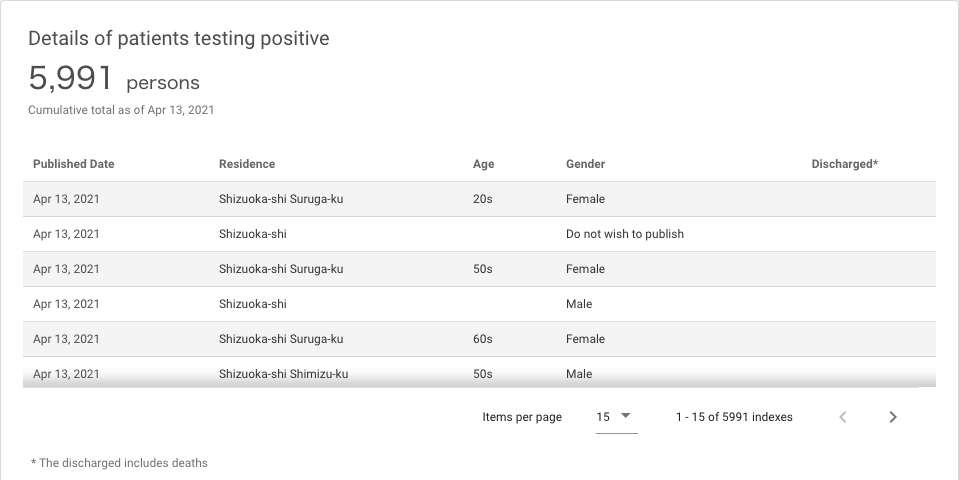 Details of patients testing positive
5,991 persons
Cumulative total as of Apr 13, 2021
Published Date Residence Age Gender Discharged*
Apr 13, 2021 Shizuoka-shi Suruga-ku 20s Female
Apr 13, 2021 Shizuoka-shi Do not wish to publish
Apr 13, 2021 Shizuoka-shi Suruga-ku 50s Female
Apr 13, 2021 Shizuoka-shi Male
Apr 13, 2021 Shizuoka-shi Suruga-ku 60s Female
Apr 13, 2021 Shizuoka-shi Shimizu-ku 50s Male
Items per page 15 1 - 15 of 5991 indexes
* The discharged includes deaths